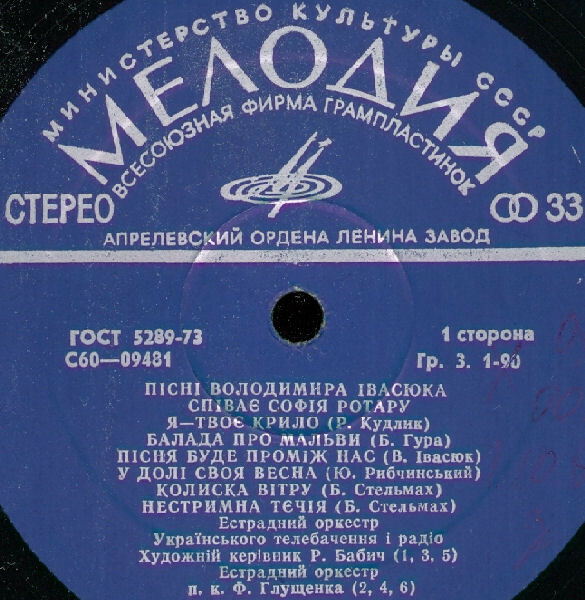 МИНИСТЕРСТВО КУЛЬТУРЫ СССР
МЕЛОДИЯ
ВСЕСОЮЗНАЯ ФИРМА ГРАМПЛАСТИНОК
СТЕРЕО
33
АПРЕЛЕВСКИЙ ОРДЕНА ЛЕНИНА ЗАВОД
ГОСТ 5289-73
1 сторона
С60—09481
Гр. 3. 1-90
ПІСНІ ВОЛОДИМИРА ІВАСЮКА
СПІВАЄ СОФІЯ РОТАРУ
Я—ТВОЄ КРИЛО (Р. Кудлик)
БАЛАДА ПРО МАЛЬВИ (Б. Гура)
ПІСНЯ БУДЕ ПРОМІЖ НАС (В. Івасюк)
У ДОЛІ СВОЯ ВЕСНА (Ю. Рибчинський)
КОЛИСКА ВІТРУ (Б. Стельмах)
НЕСТРИМНА ТЕЧІЯ (Б. Стельмах)
Естрадний оркестр
Українського телебачення і радіо
Художній керівник Р. Бабич (1, 3, 5)
Естрадний оркестр
п. к. Ф. Глущенка (2, 4, 6)